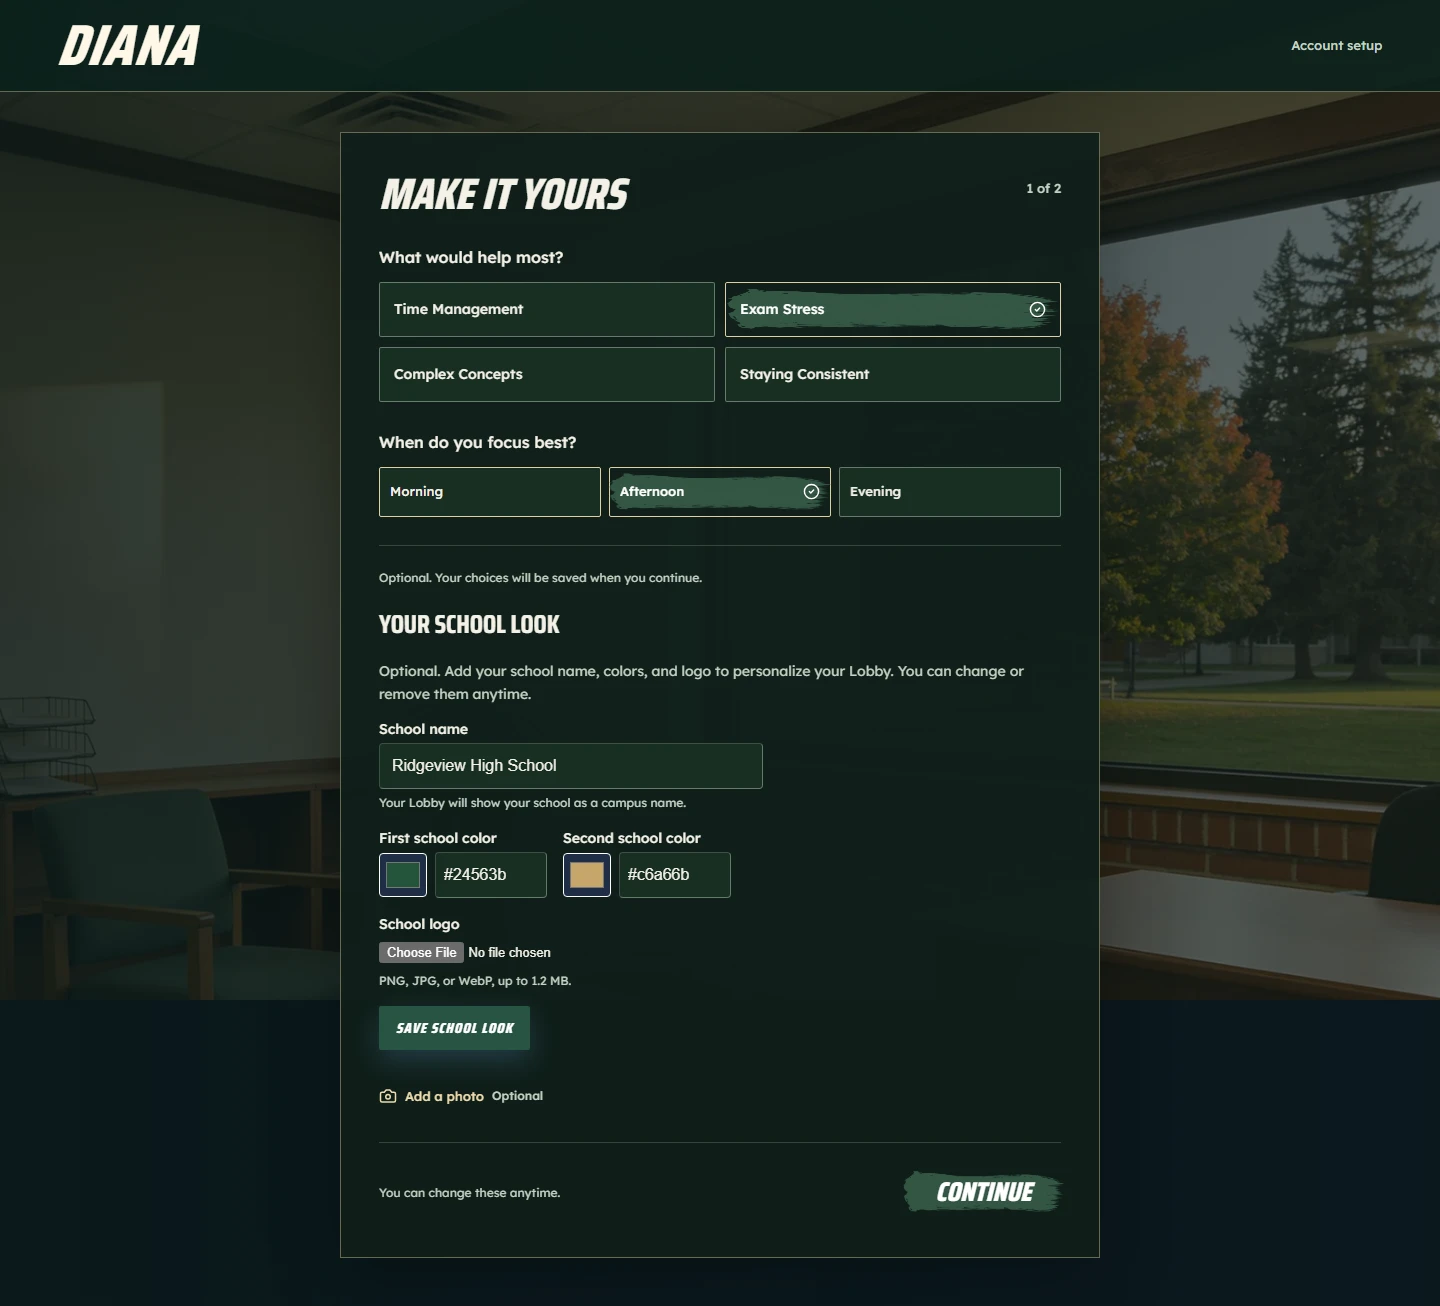 DIANA
Account setup
MAKE IT YOURS
1 of 2
What would help most?
Time Management
Exam Stress
Complex Concepts
Staying Consistent
When do you focus best?
Morning
Afternoon
Evening
Optional. Your choices will be saved when you continue.
YOUR SCHOOL LOOK
Optional. Add your school name, colors, and logo to personalize your Lobby. You can change or
remove them anytime.
School name
Ridgeview High School
Your Lobby will show your school as a campus name.
First school color
Second school color
#24563b
#c6a66b
School logo
Choose File No file chosen
PNG, JPG, or WebP, up to 1.2 MB.
SAVE SCHOOL LOOK
Add a photo Optional
You can change these anytime.
CONTINUE